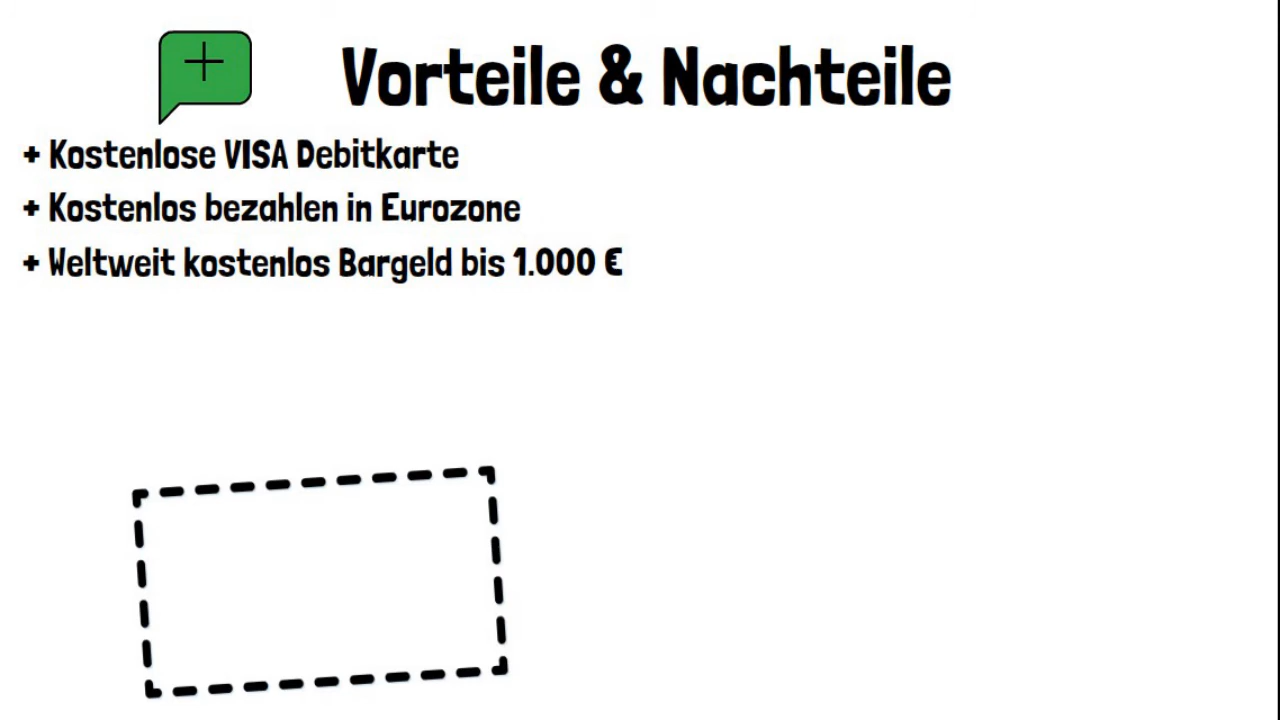 Vorteile & Nachteile
+ Kostenlose VISA Debitkarte
+ Kostenlos bezahlen in Eurozone
+ Weltweit kostenlos Bargeld bis 1.000 €